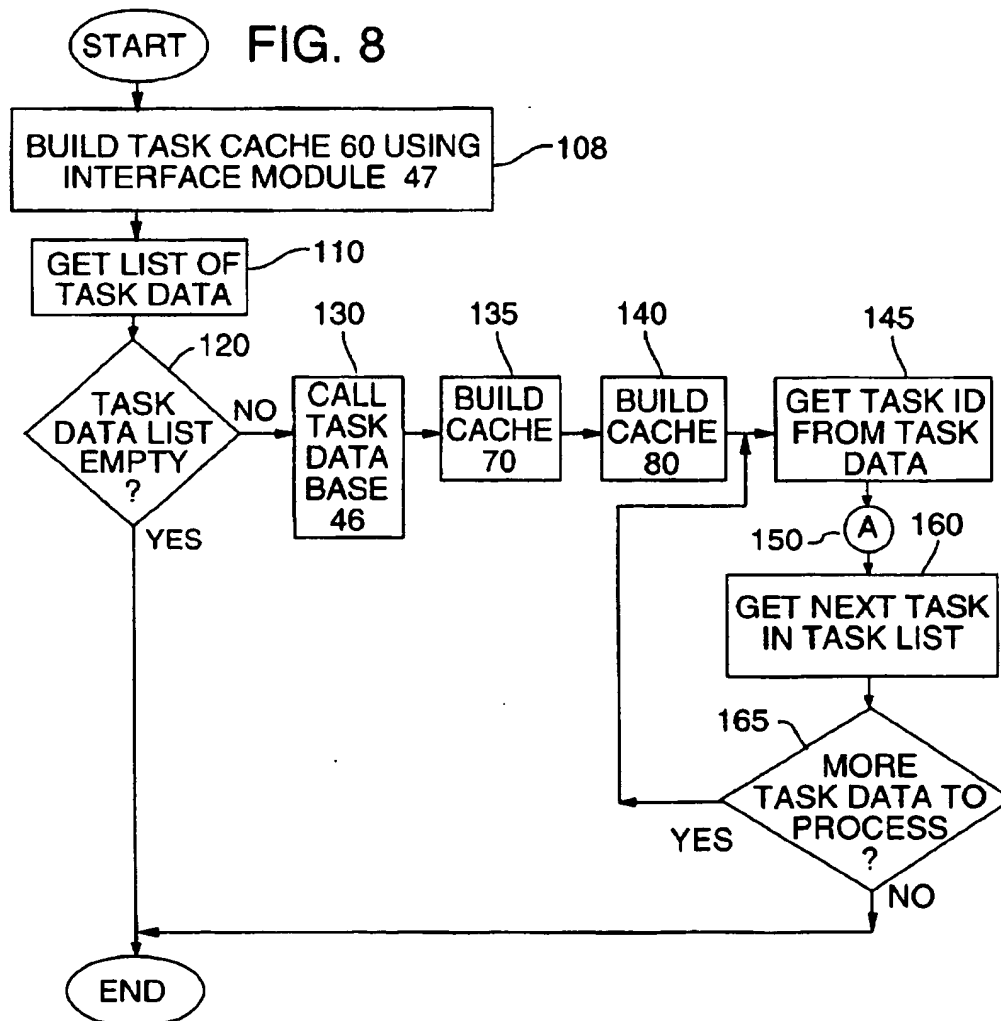 START
FIG. 8
BUILD TASK CACHE 60 USING
INTERFACE MODULE 47
108
GET LIST OF
TASK DATA
110
120
TASK
DATA LIST
EMPTY
?
NO
YES
130
CALL
TASK
DATA
BASE
46
135
BUILD
CACHE
70
140
BUILD
CACHE
80
145
GET TASK ID
FROM TASK
DATA
150
A
160
GET NEXT TASK
IN TASK LIST
165
MORE
TASK DATA TO
PROCESS
?
YES
NO
END